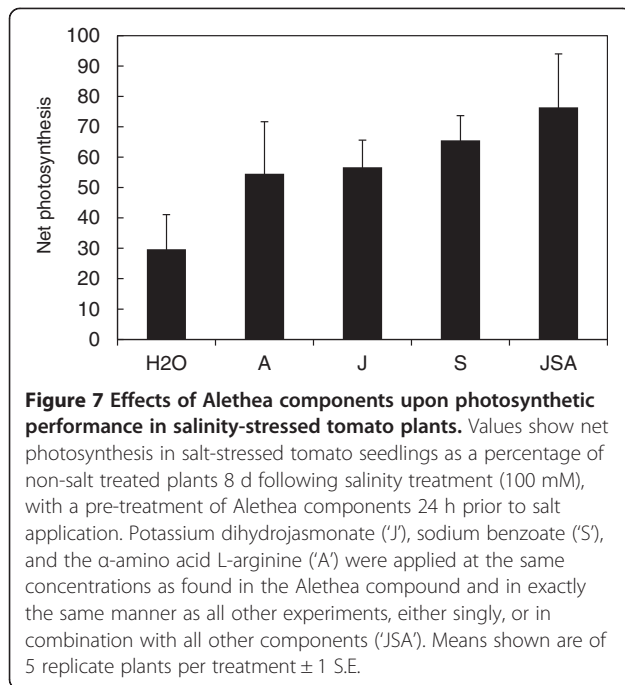 100
90
80
70
60
50
40
30
20
10
0
Net photosynthesis
H2O A J S JSA
Figure 7 Effects of Alethea components upon photosynthetic
performance in salinity-stressed tomato plants. Values show net
photosynthesis in salt-stressed tomato seedlings as a percentage of
non-salt treated plants 8 d following salinity treatment (100 mM),
with a pre-treatment of Alethea components 24 h prior to salt
application. Potassium dihydrojasmonate (‘J’), sodium benzoate (‘S’),
and the α-amino acid L-arginine (‘A’) were applied at the same
concentrations as found in the Alethea compound and in exactly
the same manner as all other experiments, either singly, or in
combination with all other components (‘JSA’). Means shown are of
5 replicate plants per treatment ± 1 S.E.